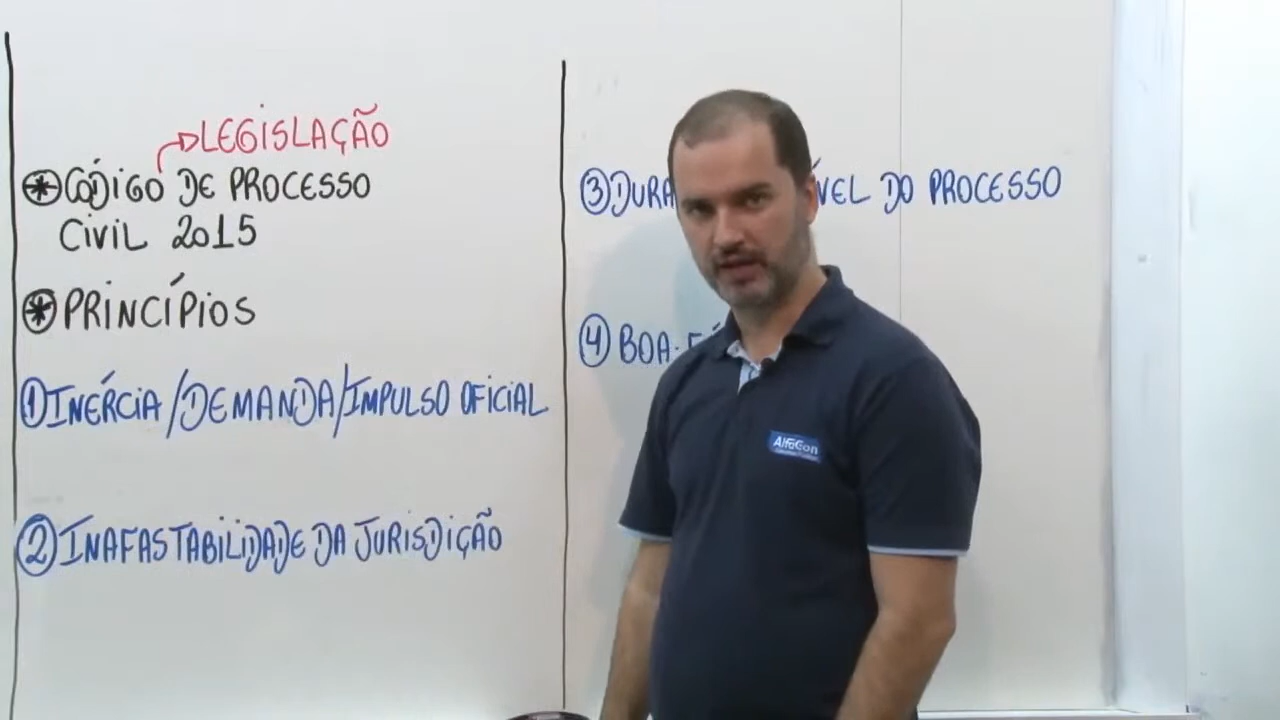 LEGISLAÇÃO
CÓDIGO DE PROCESSO
CIVIL 2015
PRINCÍPIOS
1 INÉRCIA/DEMANDA/IMPULSO OFICIAL
2 INAFASTABILIDADE DA JURISDIÇÃO
3 DURA VEL DO PROCESSO
4 BOA-FÉ
AlfaCon